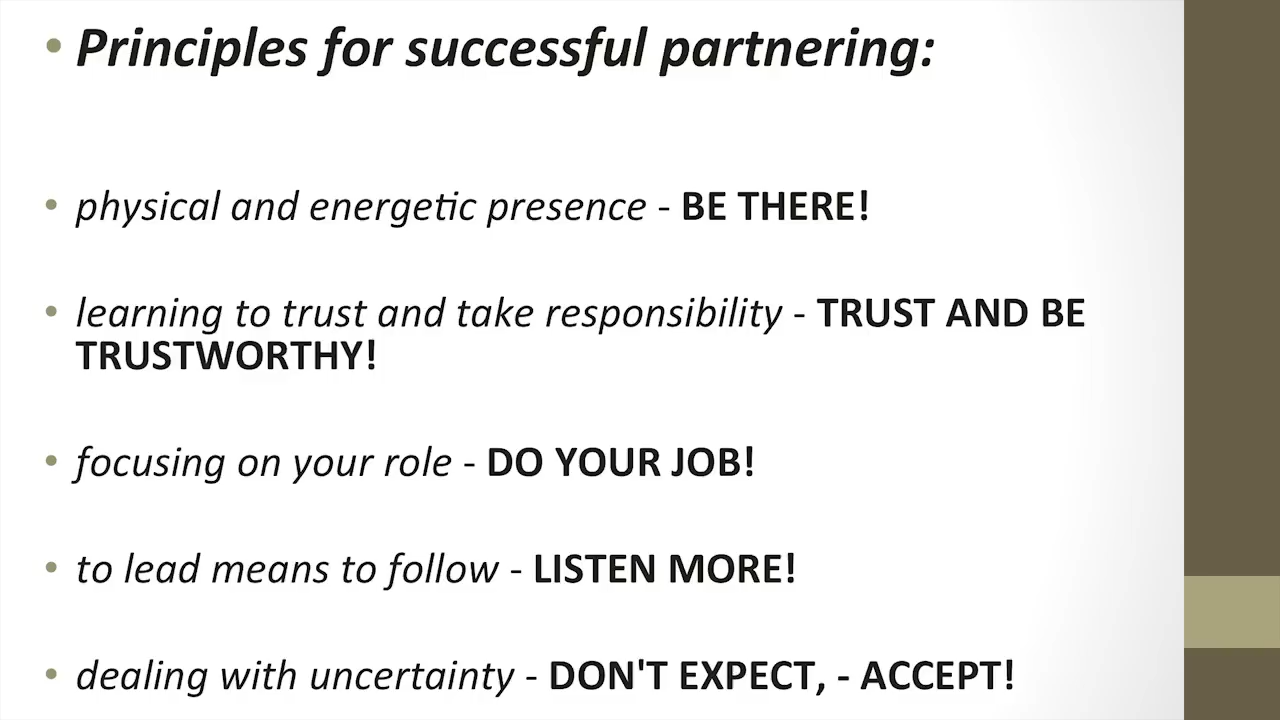 • Principles for successful partnering:
• physical and energetic presence - BE THERE!
• learning to trust and take responsibility - TRUST AND BE
TRUSTWORTHY!
• focusing on your role - DO YOUR JOB!
• to lead means to follow - LISTEN MORE!
• dealing with uncertainty - DON'T EXPECT, - ACCEPT!